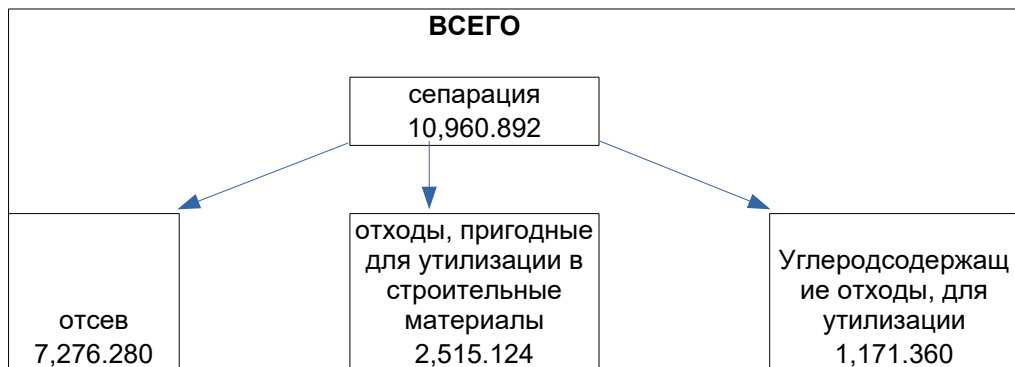 ВСЕГО
сепарация
10,960.892
отсев
7,276.280
отходы, пригодные
для утилизации в
строительные
материалы
2,515.124
Углеродсодержащ
ие отходы, для
утилизации
1,171.360